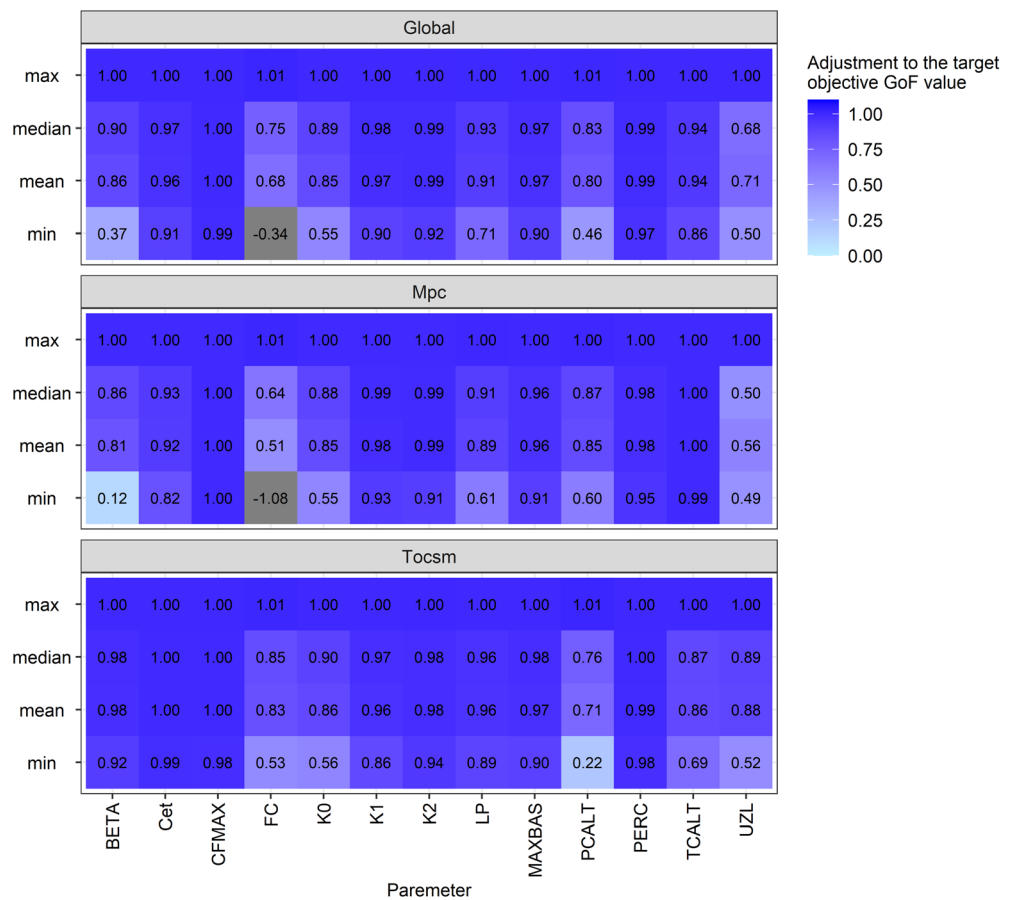 Global
max 1.00 1.00 1.00 1.01 1.00 1.00 1.00 1.00 1.00 1.01 1.00 1.00 1.00
median 0.90 0.97 1.00 0.75 0.89 0.98 0.99 0.93 0.97 0.83 0.99 0.94 0.68
mean 0.86 0.96 1.00 0.68 0.85 0.97 0.99 0.91 0.97 0.80 0.99 0.94 0.71
min 0.37 0.91 0.99 -0.34 0.55 0.90 0.92 0.71 0.90 0.46 0.97 0.86 0.50
Mpc
max 1.00 1.00 1.00 1.01 1.00 1.00 1.00 1.00 1.00 1.00 1.00 1.00 1.00
median 0.86 0.93 1.00 0.64 0.88 0.99 0.99 0.91 0.96 0.87 0.98 1.00 0.50
mean 0.81 0.92 1.00 0.51 0.85 0.98 0.99 0.89 0.96 0.85 0.98 1.00 0.56
min 0.12 0.82 1.00 -1.08 0.55 0.93 0.91 0.61 0.91 0.60 0.95 0.99 0.49
Tocsm
max 1.00 1.00 1.00 1.01 1.00 1.00 1.00 1.00 1.00 1.01 1.00 1.00 1.00
median 0.98 1.00 1.00 0.85 0.90 0.97 0.98 0.96 0.98 0.76 1.00 0.87 0.89
mean 0.98 1.00 1.00 0.83 0.86 0.96 0.98 0.96 0.97 0.71 0.99 0.86 0.88
min 0.92 0.99 0.98 0.53 0.56 0.86 0.94 0.89 0.90 0.22 0.98 0.69 0.52
BETA Cet CFMAX FC K0 K1 K2 LP MAXBAS PCALT PERC TCALT UZL
Paremeter
Adjustment to the target
objective GoF value
1.00
0.75
0.50
0.25
0.00